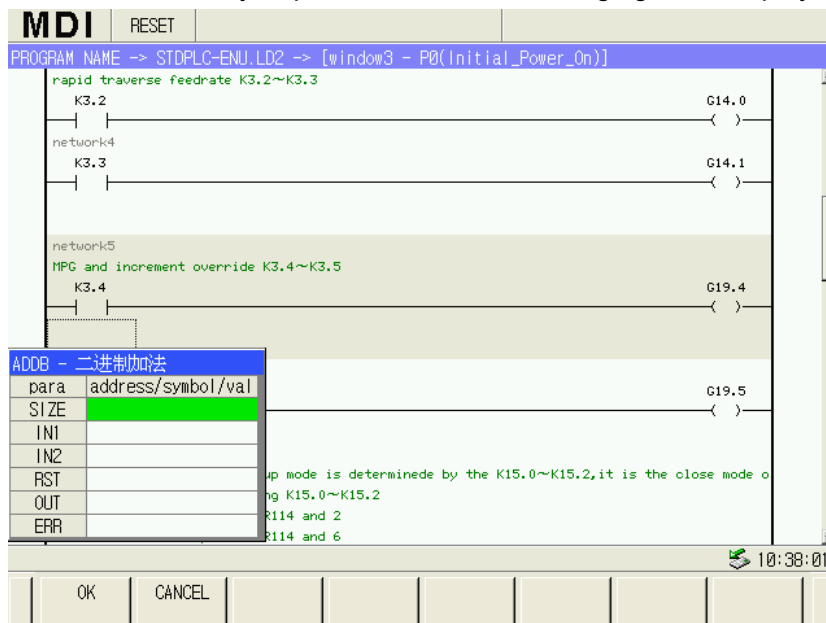 MDI RESET
PROGRAM NAME -> STDPLC-ENU.LD2 -> [window3 - P0(Initial_Power_On)]
rapid traverse feedrate K3.2~K3.3
K3.2 G14.0
network4
K3.3 G14.1
network5
MPG and increment override K3.4~K3.5
K3.4 G19.4
ADDB - 二进制加法
para address/symbol/val
G19.5
SIZE
IN1
IN2
RST
OUT
ERR
up mode is determinede by the K15.0~K15.2,it is the close mode o
ng K15.0~K15.2
R114 and 2
R114 and 6
10:38:01
OK CANCEL